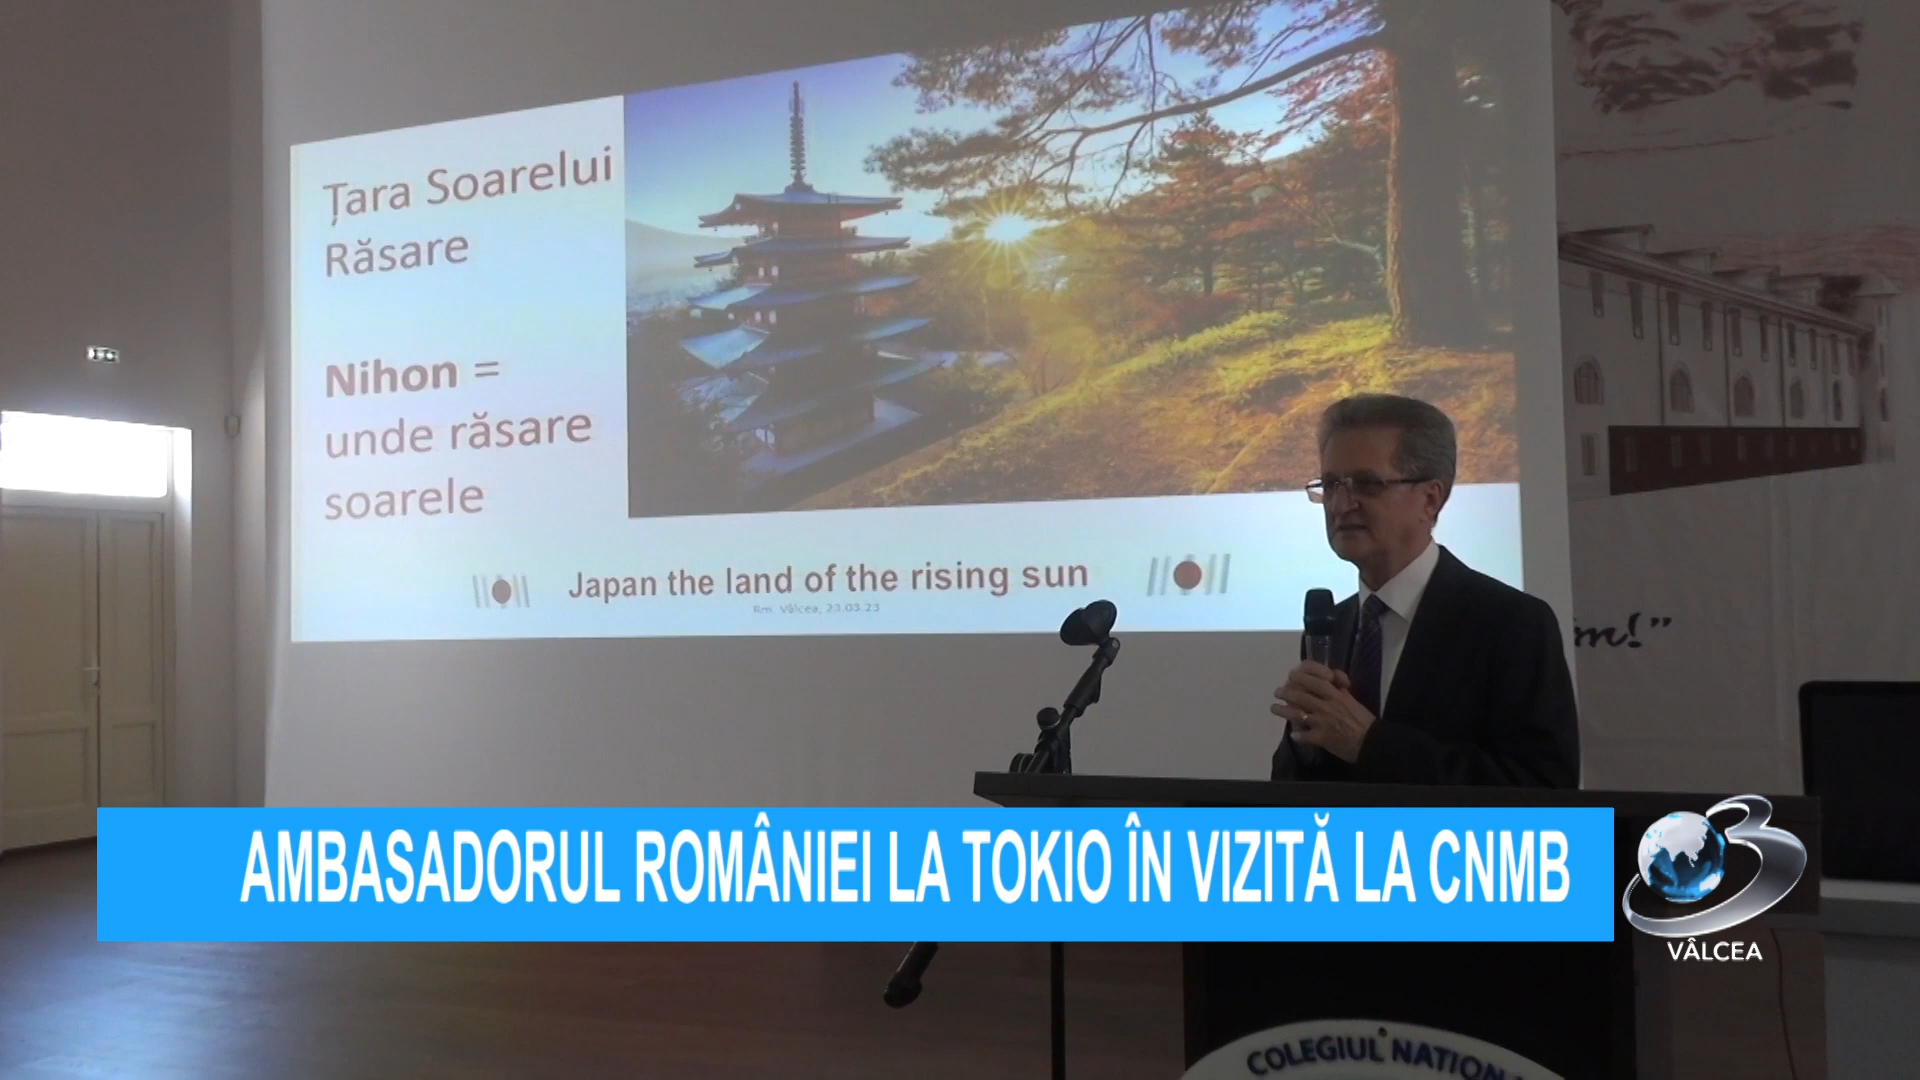 Țara Soarelui
Răsare
Nihon =
unde răsare
soarele
Japan the land of the rising sun
Rm. Vâlcea, 23.03.23
AMBASADORUL ROMÂNIEI LA TOKIO ÎN VIZITĂ LA CNMB
3
VÂLCEA
COLEGIUL NATION